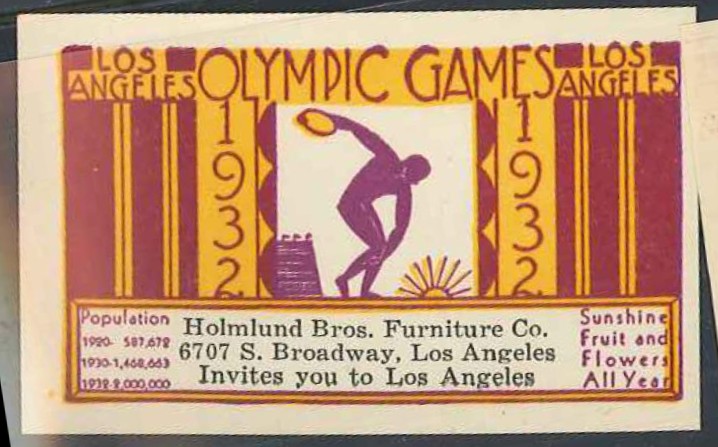 LOS ANGELES
OLYMPIC GAMES
LOS ANGELES
1932
1932
Population
1920- 587,678
1930-1,468,663
1932-2,000,000
Holmlund Bros. Furniture Co.
6707 S. Broadway, Los Angeles
Invites you to Los Angeles
Sunshine
Fruit and
Flowers
All Year